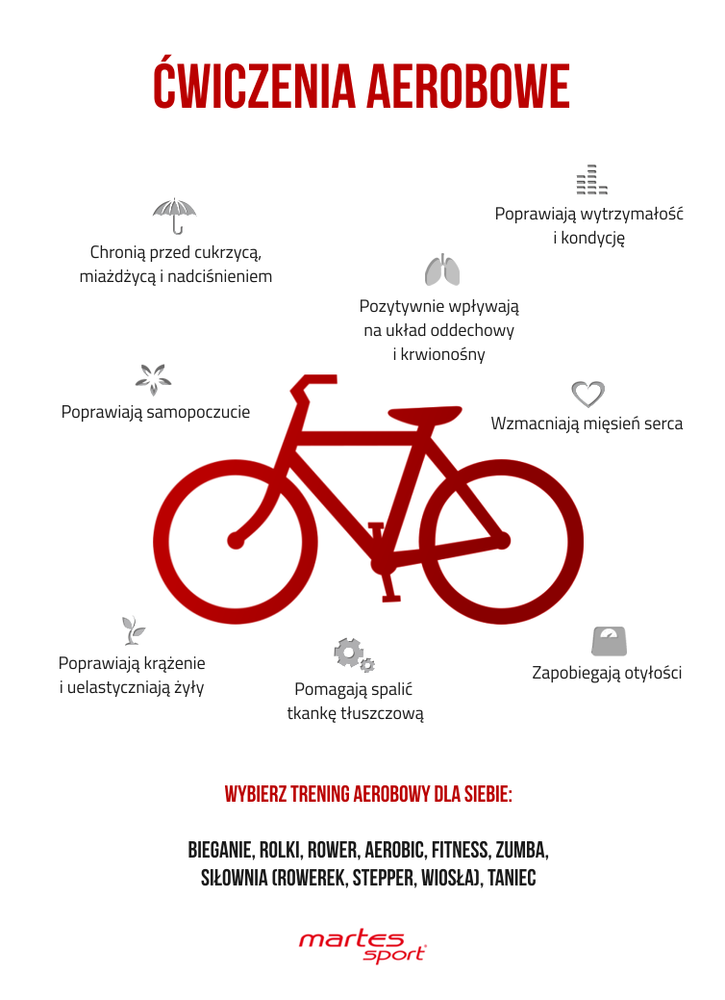 ĆWICZENIA AEROBOWE
Poprawiają wytrzymałość
i kondycję
Chronią przed cukrzycą,
miażdżycą i nadciśnieniem
Pozytywnie wpływają
na układ oddechowy
i krwionośny
Poprawiają samopoczucie
Wzmacniają mięsień serca
Poprawiają krążenie
i uelastyczniają żyły
Pomagają spalić
tkankę tłuszczową
Zapobiegają otyłości
WYBIERZ TRENING AEROBOWY DLA SIEBIE:
BIEGANIE, ROLKI, ROWER, AEROBIC, FITNESS, ZUMBA,
SIŁOWNIA (ROWEREK, STEPPER, WIOSŁA), TANIEC
martes
sport